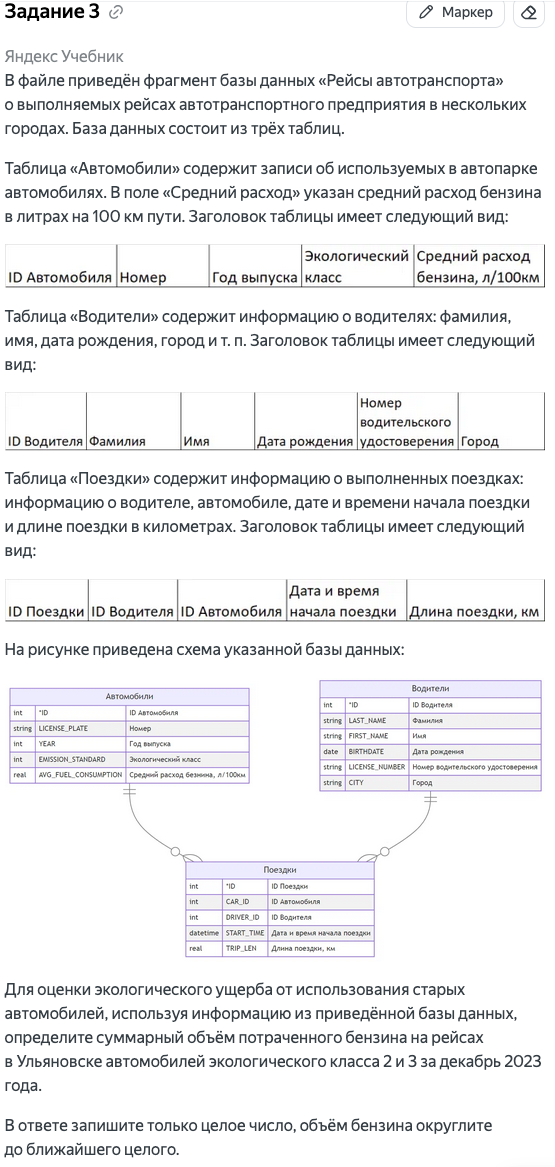 Задание 3
Маркер
Яндекс Учебник
В файле приведён фрагмент базы данных «Рейсы автотранспорта»
о выполняемых рейсах автотранспортного предприятия в нескольких
городах. База данных состоит из трёх таблиц.
Таблица «Автомобили» содержит записи об используемых в автопарке
автомобилях. В поле «Средний расход» указан средний расход бензина
в литрах на 100 км пути. Заголовок таблицы имеет следующий вид:
ID Автомобиля Номер Год выпуска Экологический класс Средний расход бензина, л/100км
Таблица «Водители» содержит информацию о водителях: фамилия,
имя, дата рождения, город и т. п. Заголовок таблицы имеет следующий
вид:
ID Водителя Фамилия Имя Дата рождения Номер водительского удостоверения Город
Таблица «Поездки» содержит информацию о выполненных поездках:
информацию о водителе, автомобиле, дате и времени начала поездки
и длине поездки в километрах. Заголовок таблицы имеет следующий
вид:
ID Поездки ID Водителя ID Автомобиля Дата и время начала поездки Длина поездки, км
На рисунке приведена схема указанной базы данных:
Автомобили
int *ID ID Автомобиля
string LICENSE_PLATE Номер
int YEAR Год выпуска
int EMISSION_STANDARD Экологический класс
real AVG_FUEL_CONSUMPTION Средний расход безнина, л/100км
Водители
int *ID ID Водителя
string LAST_NAME Фамилия
string FIRST_NAME Имя
date BIRTHDATE Дата рождения
string LICENSE_NUMBER Номер водительского удостоверения
string CITY Город
Поездки
int *ID ID Поездки
int CAR_ID ID Автомобиля
int DRIVER_ID ID Водителя
datetime START_TIME Дата и время начала поездки
real TRIP_LEN Длина поездки, км
Для оценки экологического ущерба от использования старых
автомобилей, используя информацию из приведённой базы данных,
определите суммарный объём потраченного бензина на рейсах
в Ульяновске автомобилей экологического класса 2 и 3 за декабрь 2023
года.
В ответе запишите только целое число, объём бензина округлите
до ближайшего целого.